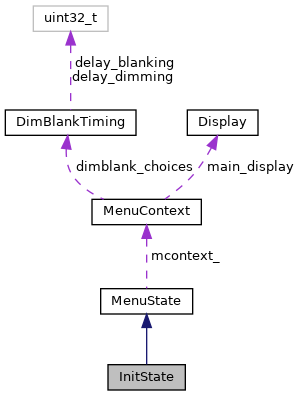 uint32_t
delay_blanking
delay_dimming
DimBlankTiming
Display
dimblank_choices
main_display
MenuContext
mcontext_
MenuState
InitState